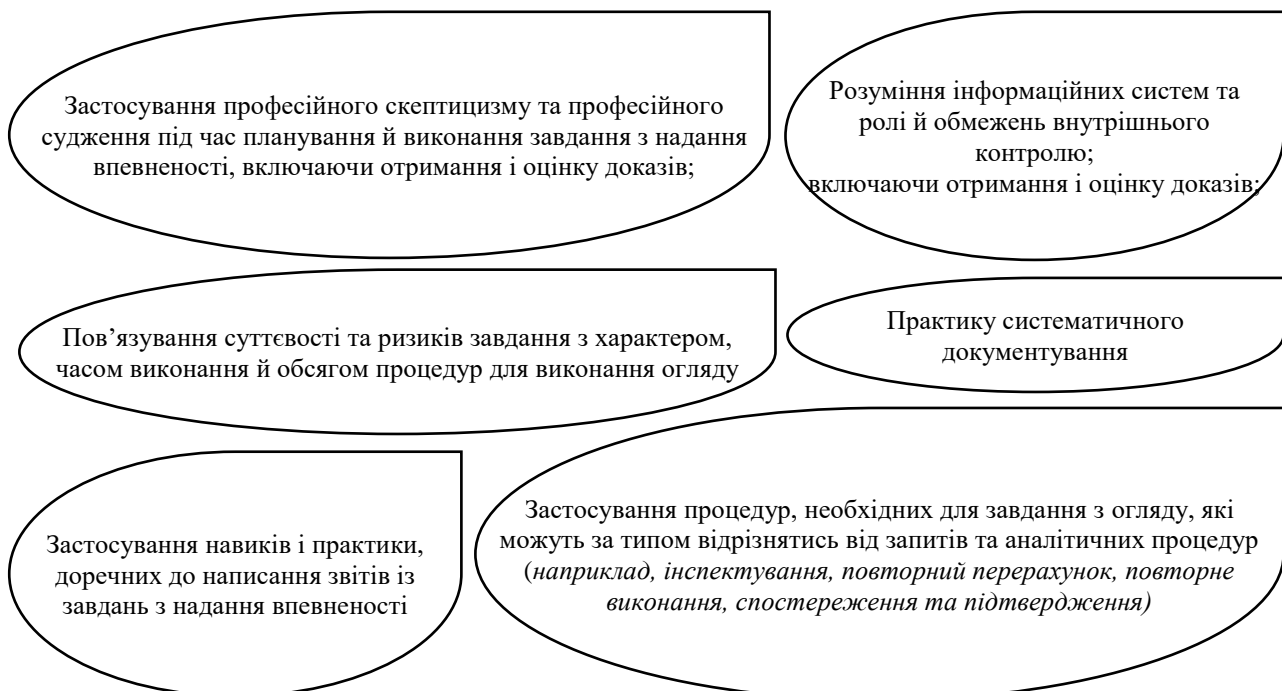 Застосування професійного скептицизму та професійного
судження під час планування й виконання завдання з надання
впевненості, включаючи отримання і оцінку доказів;
Розуміння інформаційних систем та
ролі й обмежень внутрішнього
контролю;
включаючи отримання і оцінку доказів;
Пов’язування суттєвості та ризиків завдання з характером,
часом виконання й обсягом процедур для виконання огляду
Практику систематичного
документування
Застосування навиків і практики,
доречних до написання звітів із
завдань з надання впевненості
Застосування процедур, необхідних для завдання з огляду, які
можуть за типом відрізнятись від запитів та аналітичних процедур
(наприклад, інспектування, повторний перерахунок, повторне
виконання, спостереження та підтвердження)